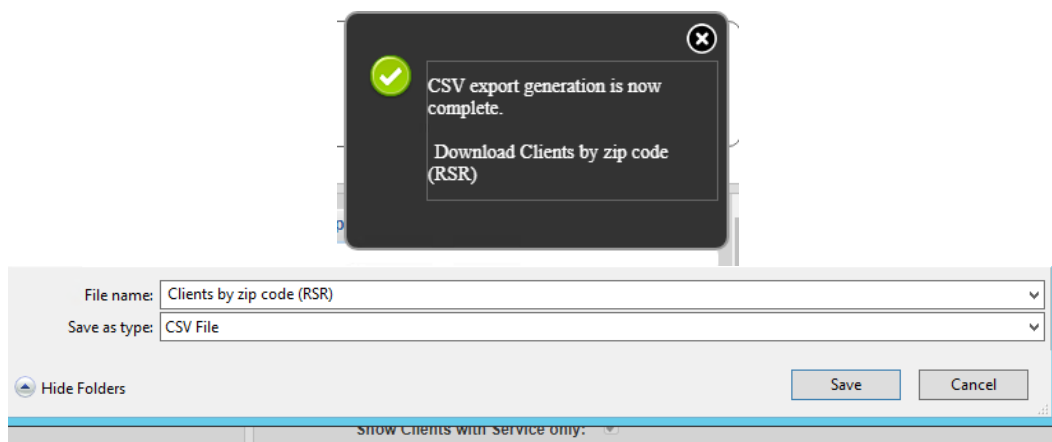 CSV export generation is now
complete.
Download Clients by zip code
(RSR)
p
File name: Clients by zip code (RSR)
Save as type: CSV File
Hide Folders
Save Cancel
Show Clients with Service only: